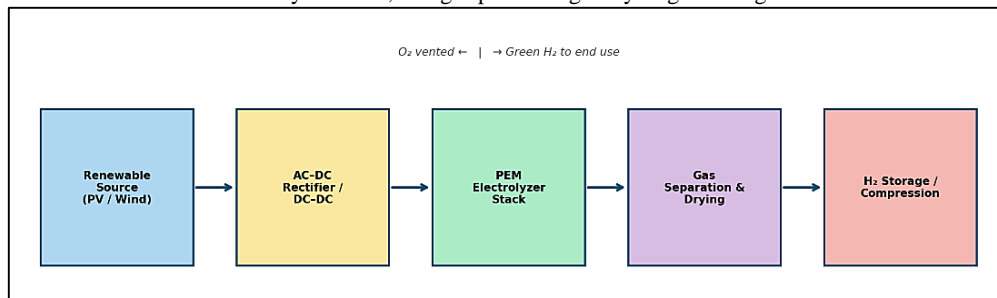 O₂ vented ← | → Green H₂ to end use
Renewable
Source
(PV / Wind)
AC–DC
Rectifier /
DC–DC
PEM
Electrolyzer
Stack
Gas
Separation &
Drying
H₂ Storage /
Compression